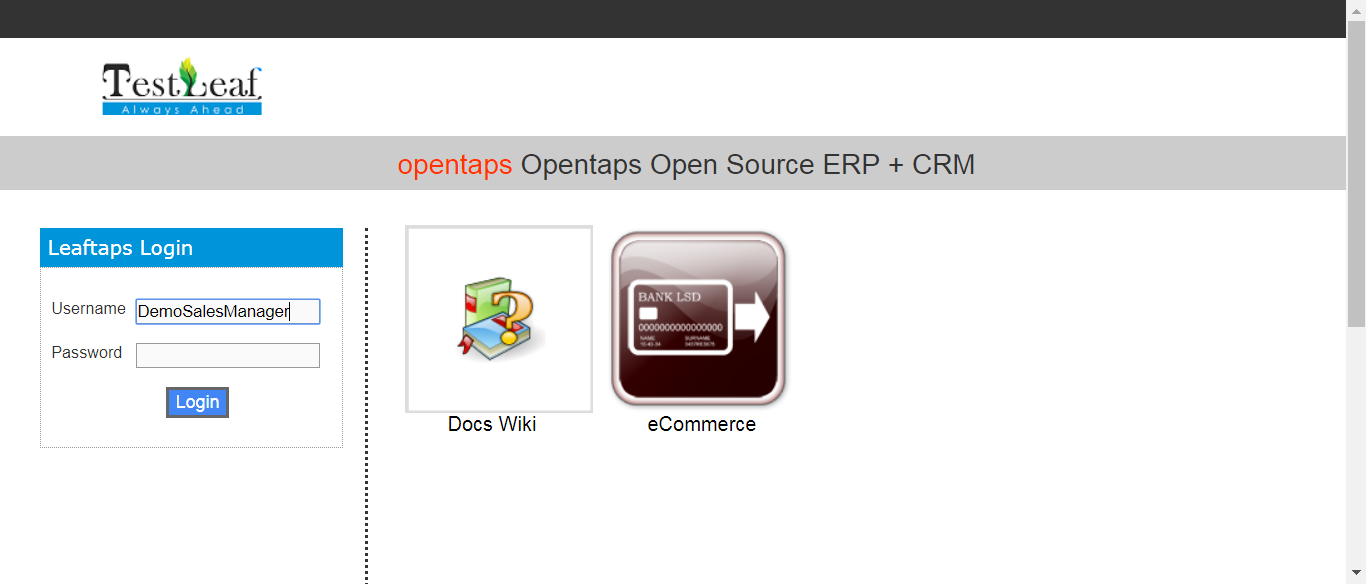 TestLeaf
Always Ahead
opentaps Opentaps Open Source ERP + CRM
Leaftaps Login
Username DemoSalesManager
Password
Login
BANK LSD
0000000000000000
NAME SURNAME
Docs Wiki
eCommerce